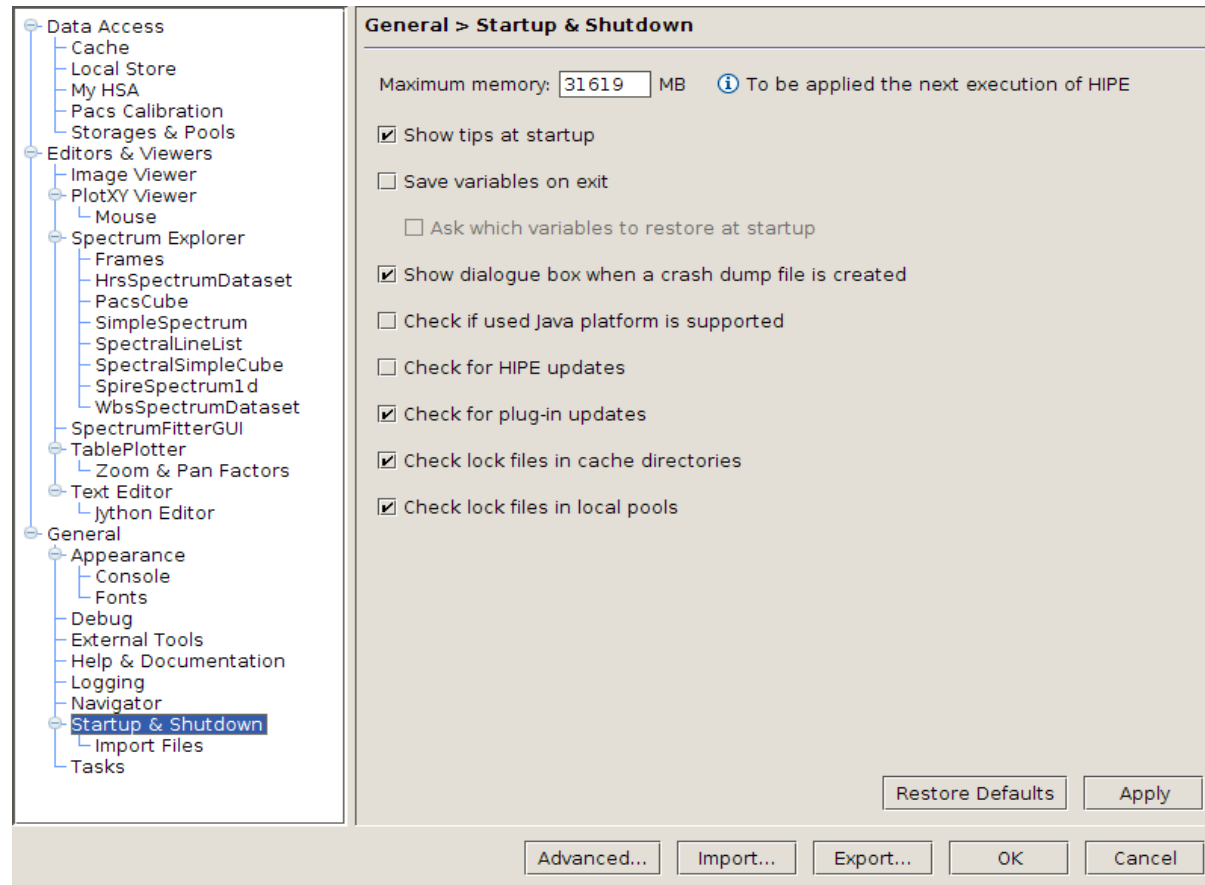 Data Access
Cache
Local Store
My HSA
Pacs Calibration
Storages & Pools
Editors & Viewers
Image Viewer
PlotXY Viewer
Mouse
Spectrum Explorer
Frames
HrsSpectrumDataset
PacsCube
SimpleSpectrum
SpectralLineList
SpectralSimpleCube
SpireSpectrum1d
WbsSpectrumDataset
SpectrumFitterGUI
TablePlotter
Zoom & Pan Factors
Text Editor
Jython Editor
General
Appearance
Console
Fonts
Debug
External Tools
Help & Documentation
Logging
Navigator
Startup & Shutdown
Import Files
Tasks
General > Startup & Shutdown
Maximum memory: 31619 MB To be applied the next execution of HIPE
Show tips at startup
Save variables on exit
Ask which variables to restore at startup
Show dialogue box when a crash dump file is created
Check if used Java platform is supported
Check for HIPE updates
Check for plug-in updates
Check lock files in cache directories
Check lock files in local pools
Restore Defaults Apply
Advanced... Import... Export... OK Cancel